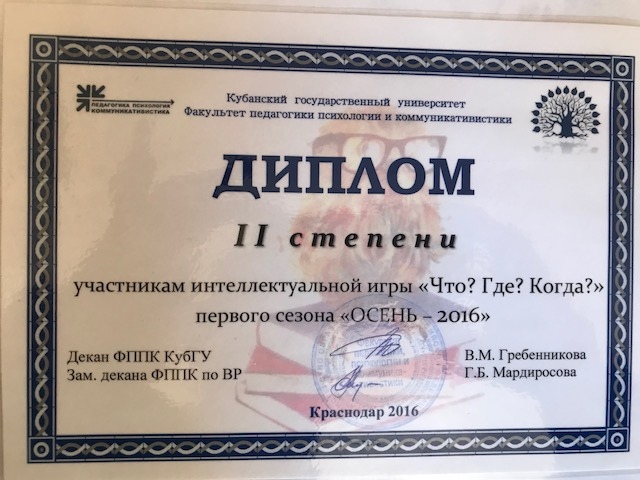 ПЕДАГОГИКА ПСИХОЛОГИЯ
КОММУНИКАТИВИСТИКА
Кубанский государственный университет
Факультет педагогики психологии и коммуникативистики
ДИПЛОМ
II степени
участникам интеллектуальной игры «Что? Где? Когда?»
первого сезона «ОСЕНЬ – 2016»
Декан ФППК КубГУ
В.М. Гребенникова
Зам. декана ФППК по ВР
Г.Б. Мардиросова
Краснодар 2016